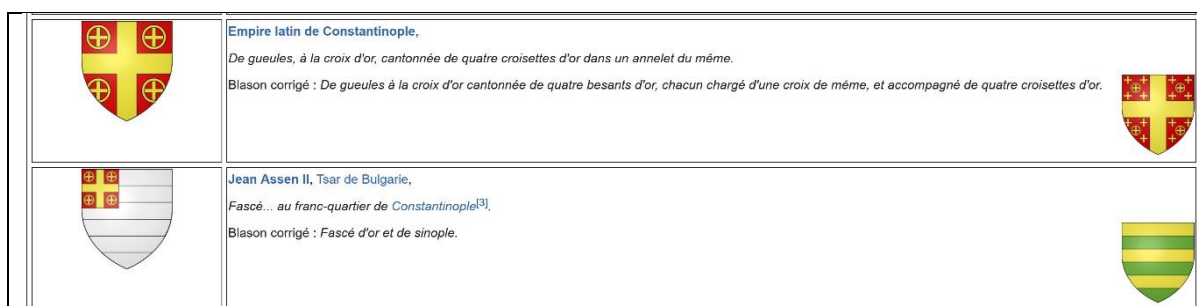 Empire latin de Constantinople,
De gueules, à la croix d'or, cantonnée de quatre croisettes d'or dans un annelet du même.
Blason corrigé : De gueules à la croix d'or cantonnée de quatre besants d'or, chacun chargé d'une croix de même, et accompagné de quatre croisettes d'or.
Jean Assen II, Tsar de Bulgarie,
Fascé... au franc-quartier de Constantinople[3].
Blason corrigé : Fascé d'or et de sinople.